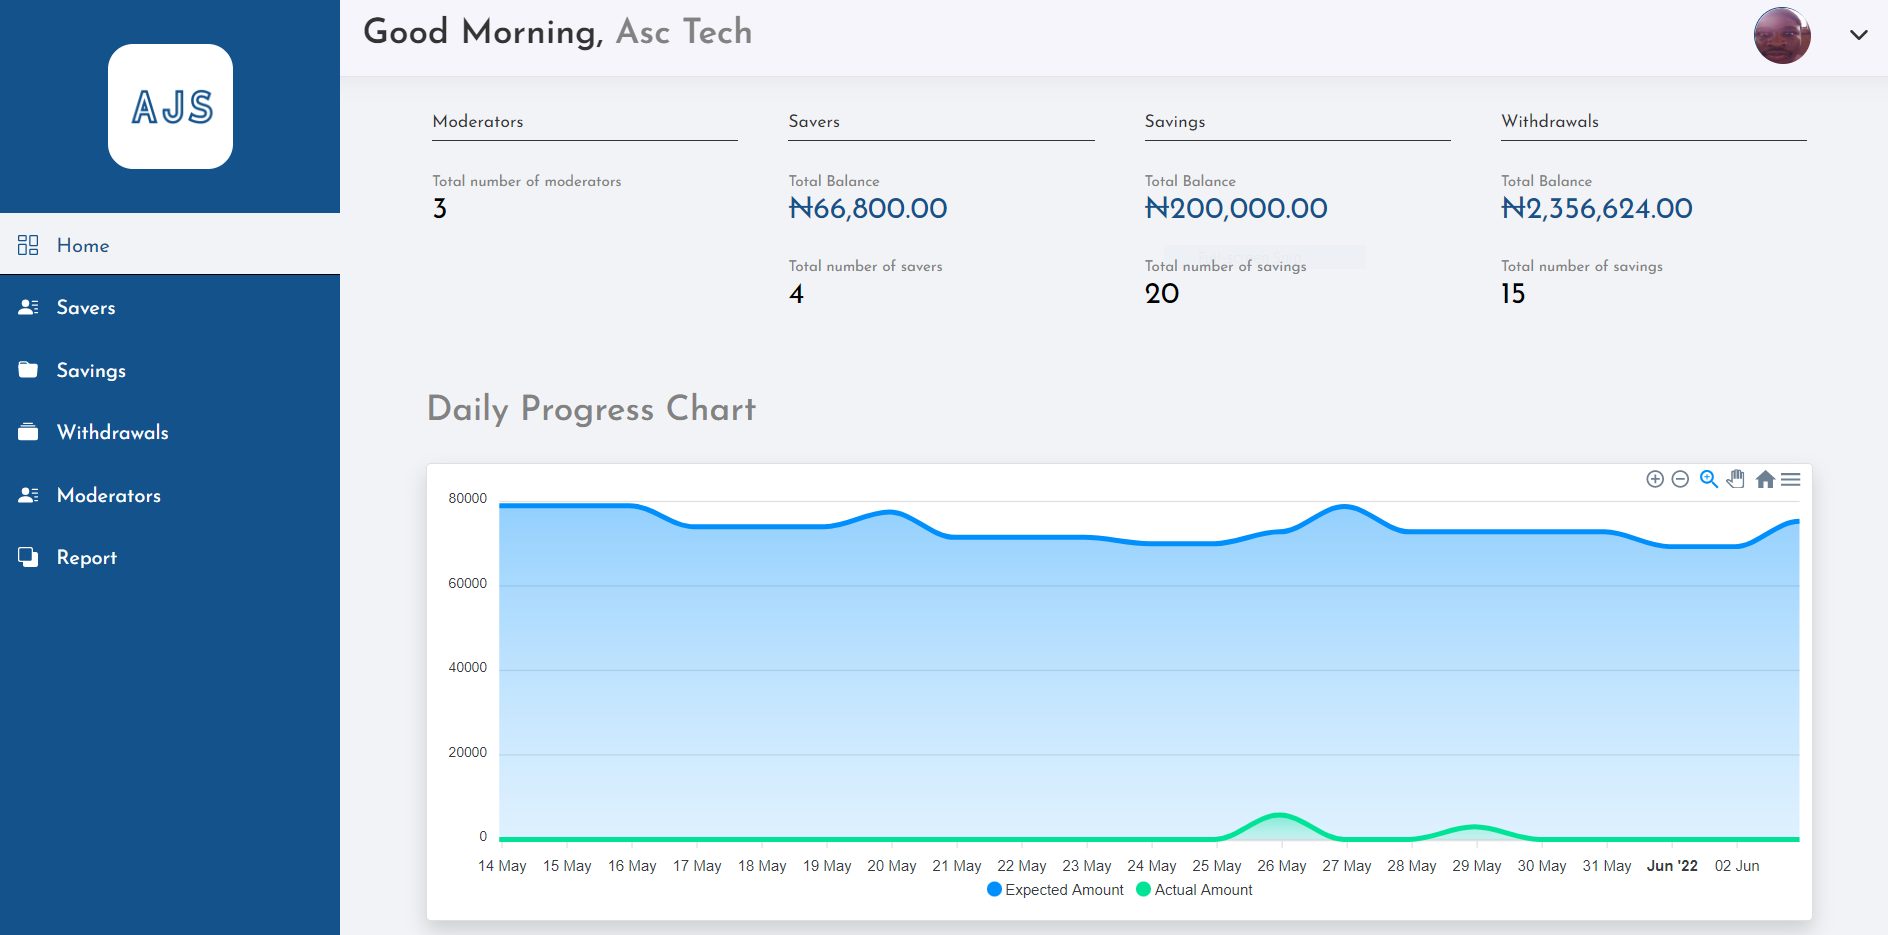 AJS
Good Morning, Asc Tech
Home
Savers
Savings
Withdrawals
Moderators
Report
Moderators
Total number of moderators
3
Savers
Total Balance
₦66,800.00
Total number of savers
4
Savings
Total Balance
₦200,000.00
Total number of savings
20
Withdrawals
Total Balance
₦2,356,624.00
Total number of savings
15
Daily Progress Chart
80000
60000
40000
20000
0
14 May 15 May 16 May 17 May 18 May 19 May 20 May 21 May 22 May 23 May 24 May 25 May 26 May 27 May 28 May 29 May 30 May 31 May Jun '22 02 Jun
Expected Amount Actual Amount